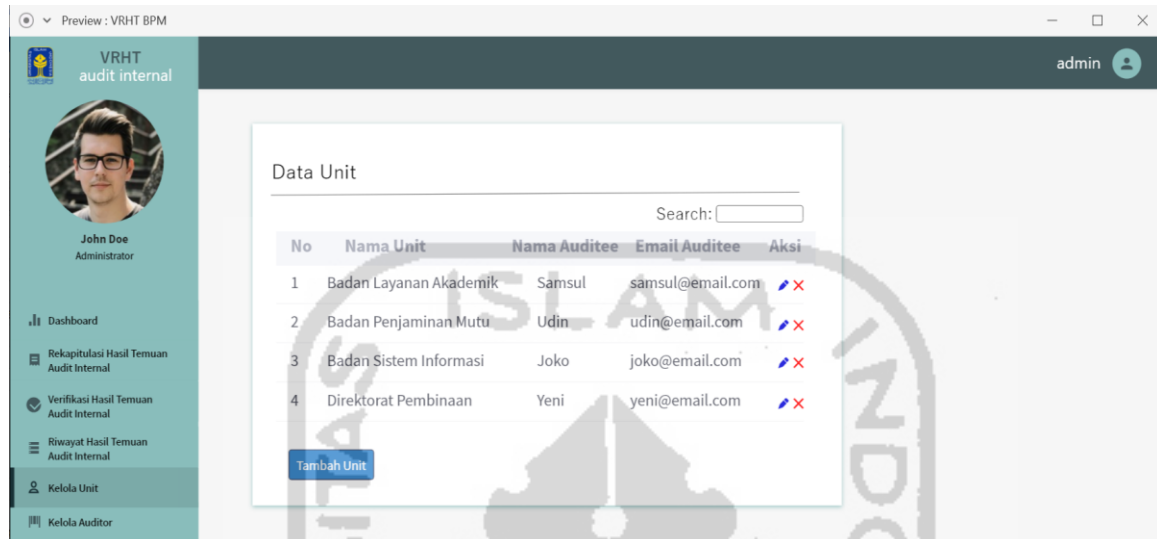 Preview : VRHT BPM
VRHT
audit internal
admin
John Doe
Administrator
Dashboard
Rekapitulasi Hasil Temuan
Audit Internal
Verifikasi Hasil Temuan
Audit Internal
Riwayat Hasil Temuan
Audit Internal
Kelola Unit
Kelola Auditor
Data Unit
Search:
No Nama Unit Nama Auditee Email Auditee Aksi
1 Badan Layanan Akademik Samsul samsul@email.com
2 Badan Penjaminan Mutu Udin udin@email.com
3 Badan Sistem Informasi Joko joko@email.com
4 Direktorat Pembinaan Yeni yeni@email.com
Tambah Unit
ISLAM